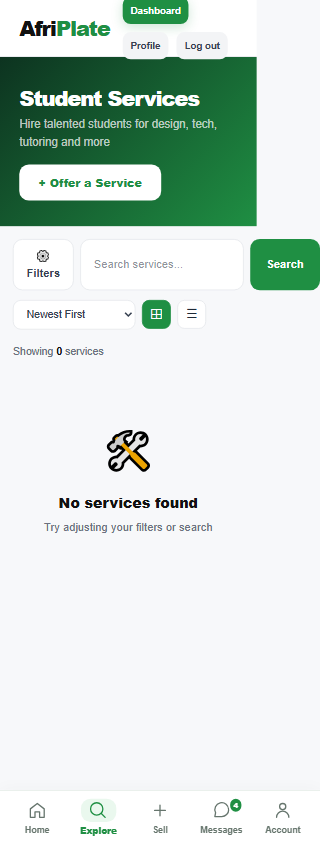 AfriPlate
Dashboard
Profile
Log out
Student Services
Hire talented students for design, tech,
tutoring and more
+ Offer a Service
Filters
Search services...
Search
Newest First
Showing 0 services
No services found
Try adjusting your filters or search
Home
Explore
Sell
4
Messages
Account